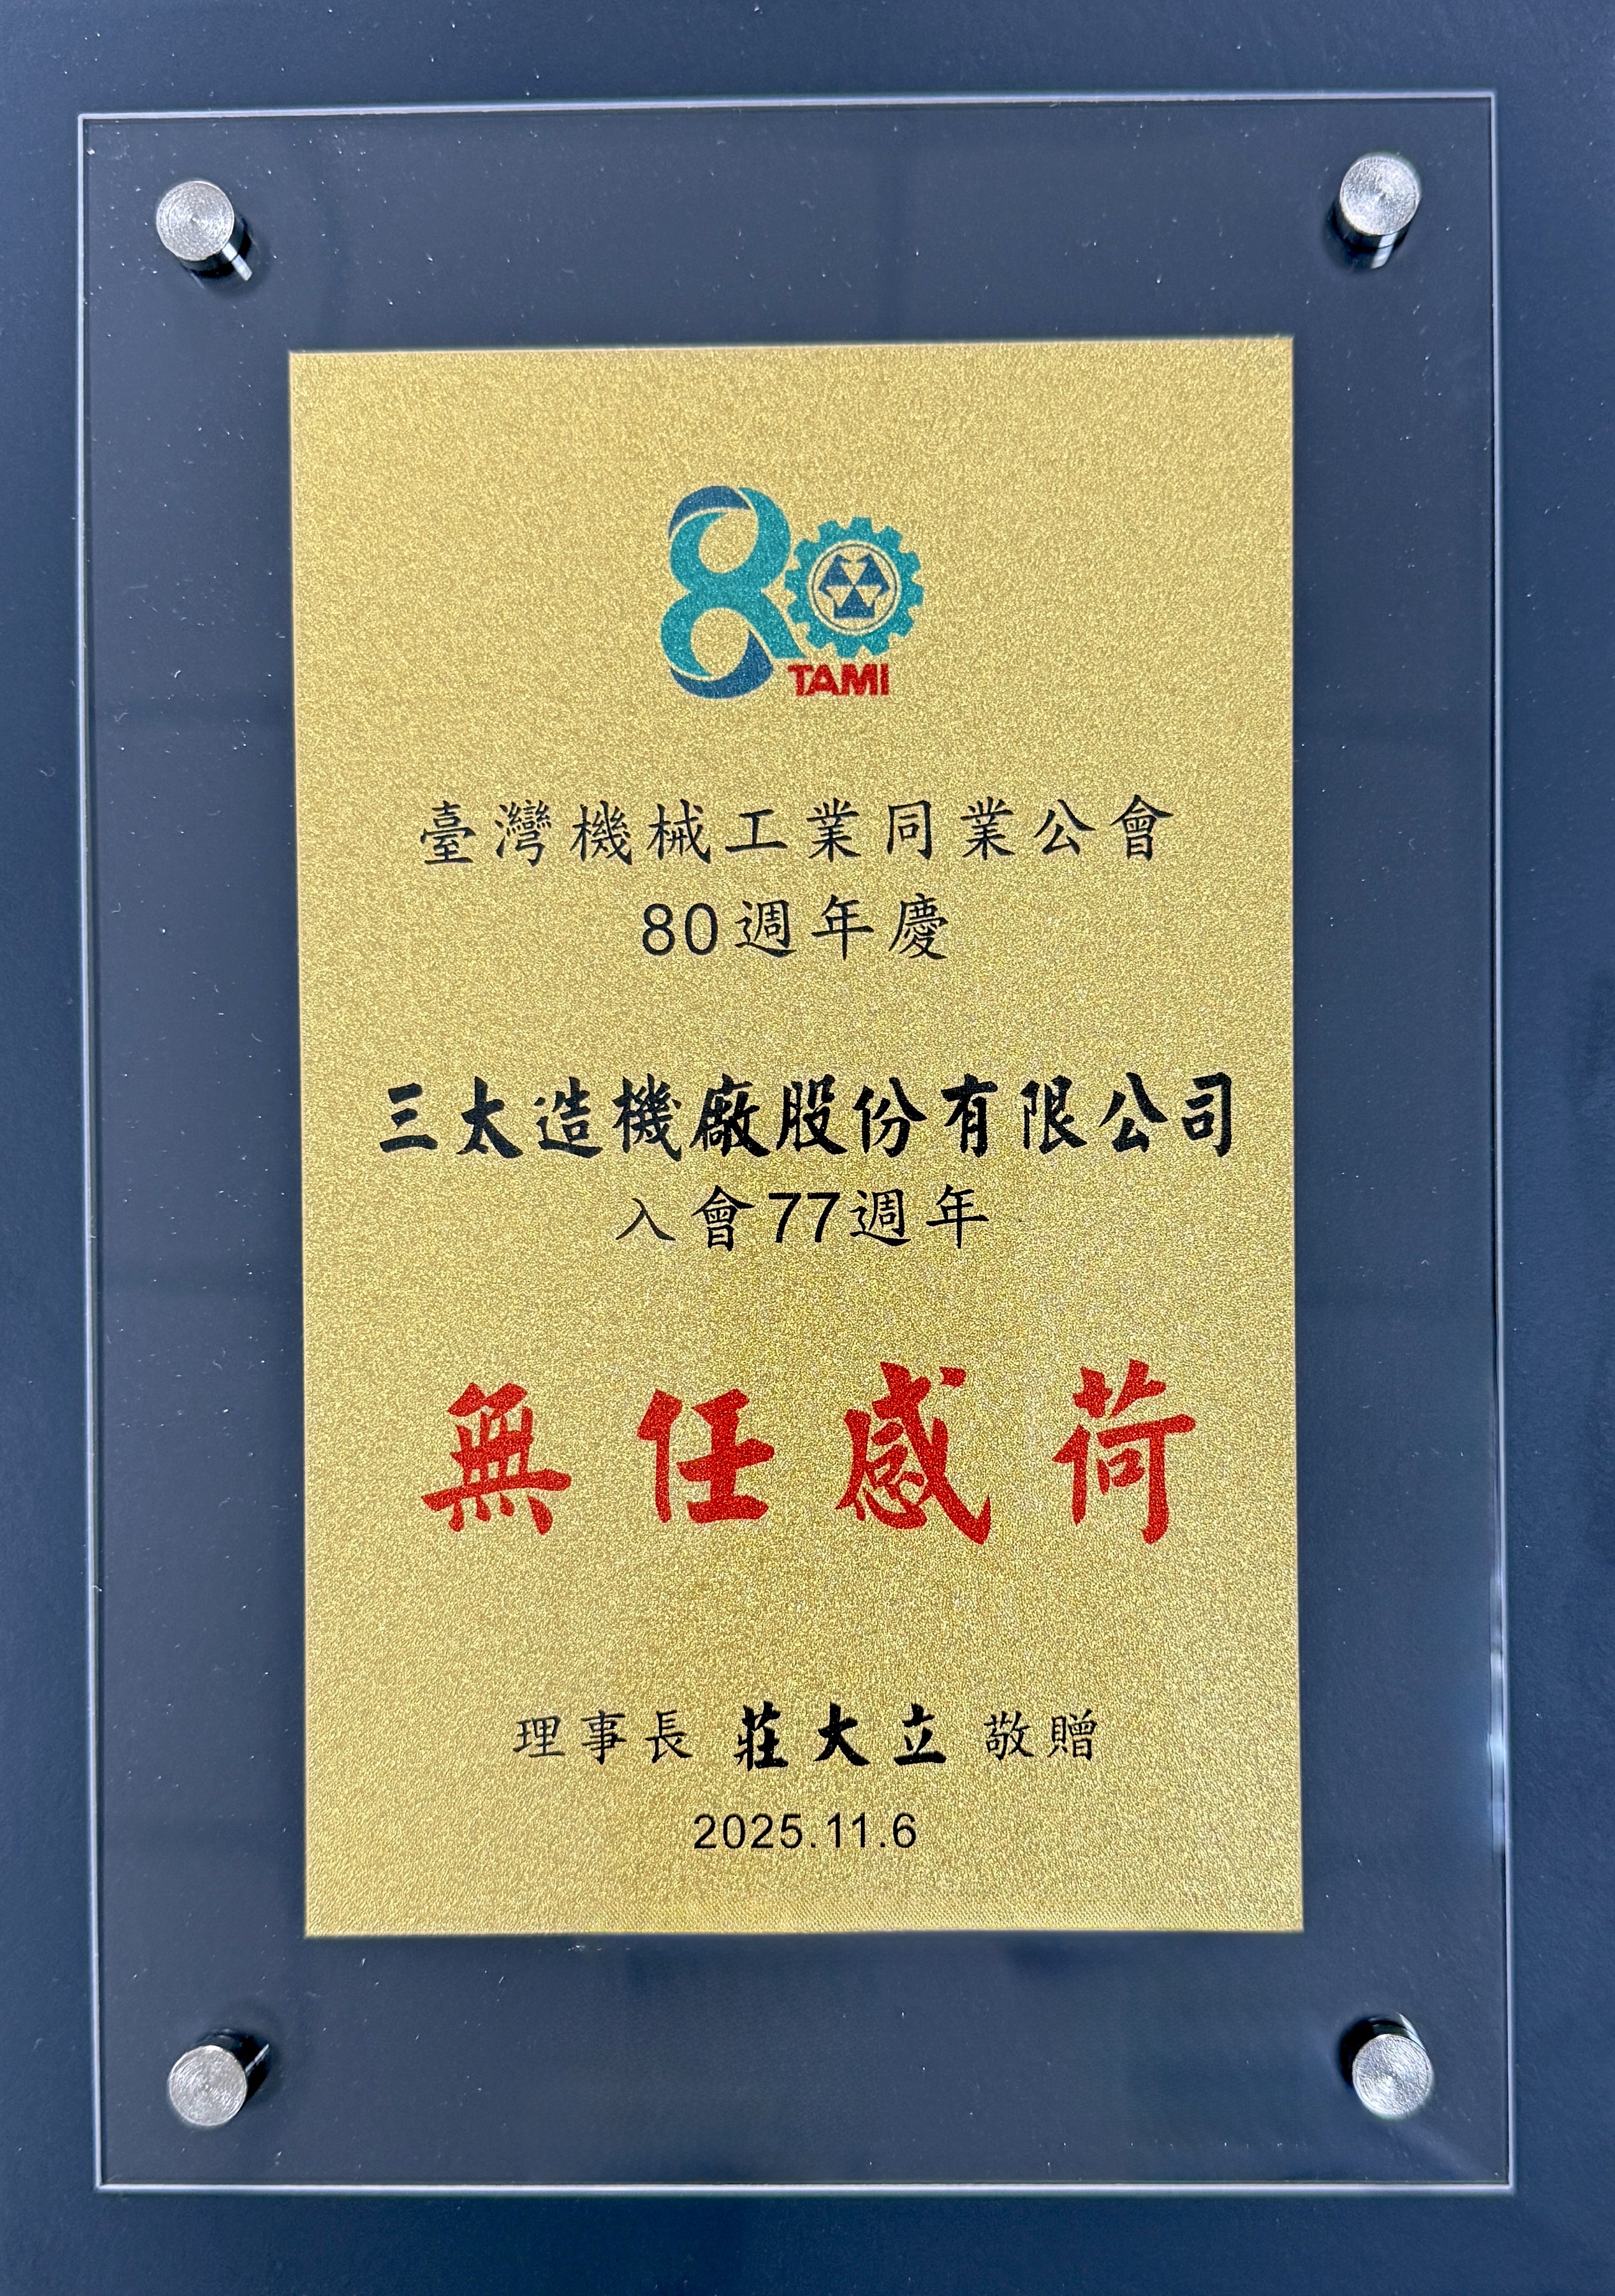 80
TAMI
臺灣機械工業同業公會
80週年慶
三太造機廠股份有限公司
入會77週年
無任感荷
理事長 莊大立 敬贈
2025.11.6